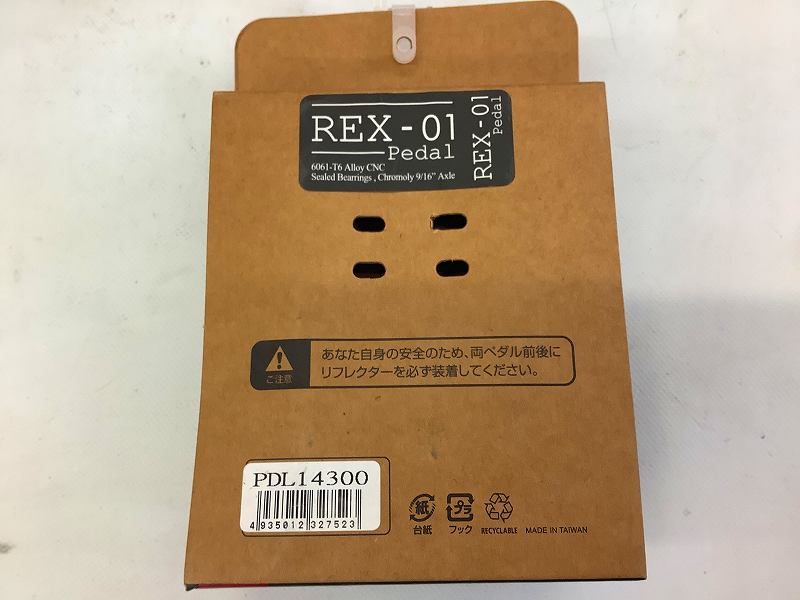 REX - 01
Pedal
6061-T6 Alloy CNC
Sealed Bearrings , Chromoly 9/16" Axle
REX - 01
Pedal
ご注意
あなた自身の安全のため、両ペダル前後に
リフレクターを必ず装着してください。
PDL14300
4 935012 327523
紙
台紙
プラ
フック
RECYCLABLE
MADE IN TAIWAN